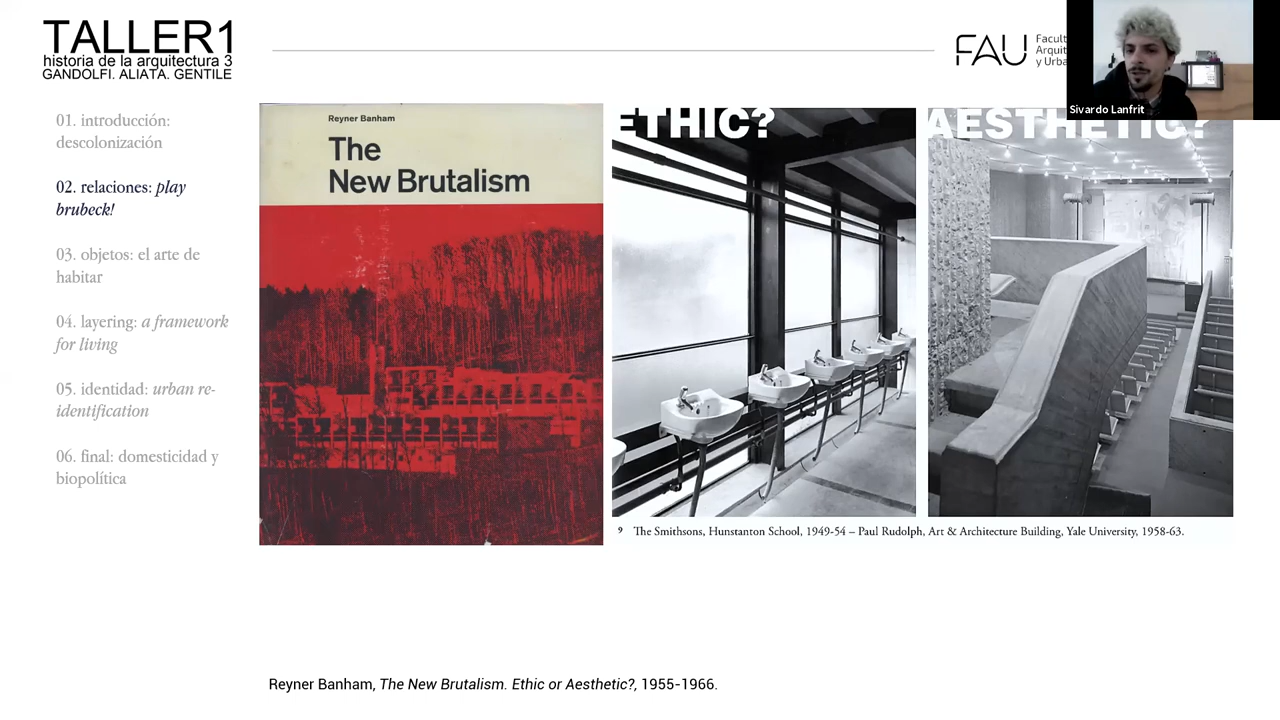 TALLER1
historia de la arquitectura 3
GANDOLFI. ALIATA. GENTILE
FAU
Facult
Arquit
y Urba
Sivardo Lanfrit
01. introducción:
descolonización
02. relaciones: play
brubeck!
03. objetos: el arte de
habitar
04. layering: a framework
for living
05. identidad: urban re-
identification
06. final: domesticidad y
biopolítica
Reyner Banham
The
New Brutalism
ETHIC?
AESTHETIC?
9 The Smithsons, Hunstanton School, 1949-54 – Paul Rudolph, Art & Architecture Building, Yale University, 1958-63.
Reyner Banham, The New Brutalism. Ethic or Aesthetic?, 1955-1966.